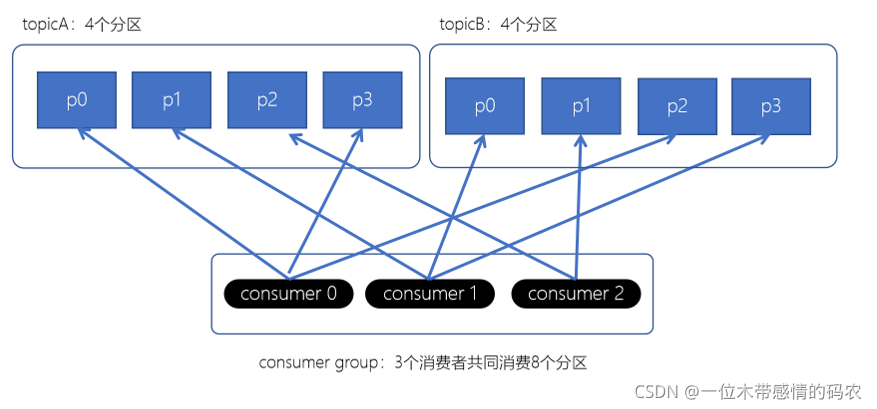 topicA：4个分区
topicB：4个分区
p0
p1
p2
p3
p0
p1
p2
p3
consumer 0
consumer 1
consumer 2
consumer group：3个消费者共同消费8个分区
CSDN @一位木带感情的码农